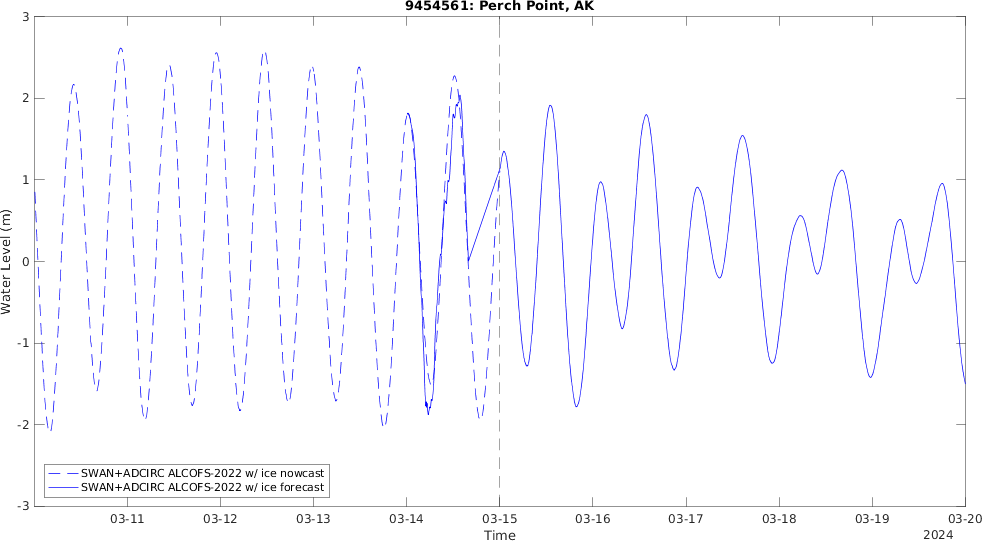 9454561: Perch Point, AK
Water Level (m)
3
2
1
0
-1
-2
-3
SWAN+ADCIRC ALCOFS-2022 w/ ice nowcast
SWAN+ADCIRC ALCOFS-2022 w/ ice forecast
03-11 03-12 03-13 03-14 03-15 03-16 03-17 03-18 03-19 03-20
Time
2024